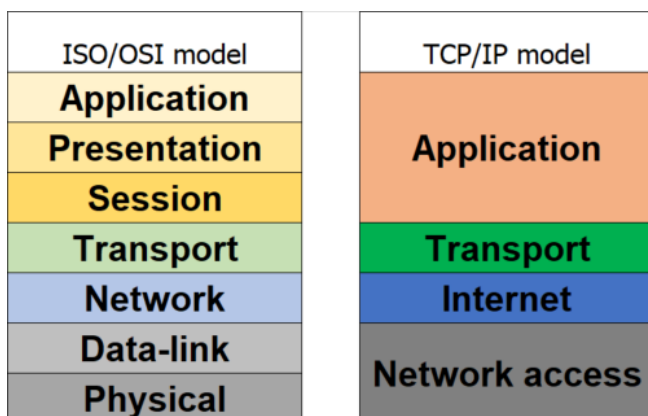 ISO/OSI model
Application
Presentation
Session
Transport
Network
Data-link
Physical
TCP/IP model
Application
Transport
Internet
Network access